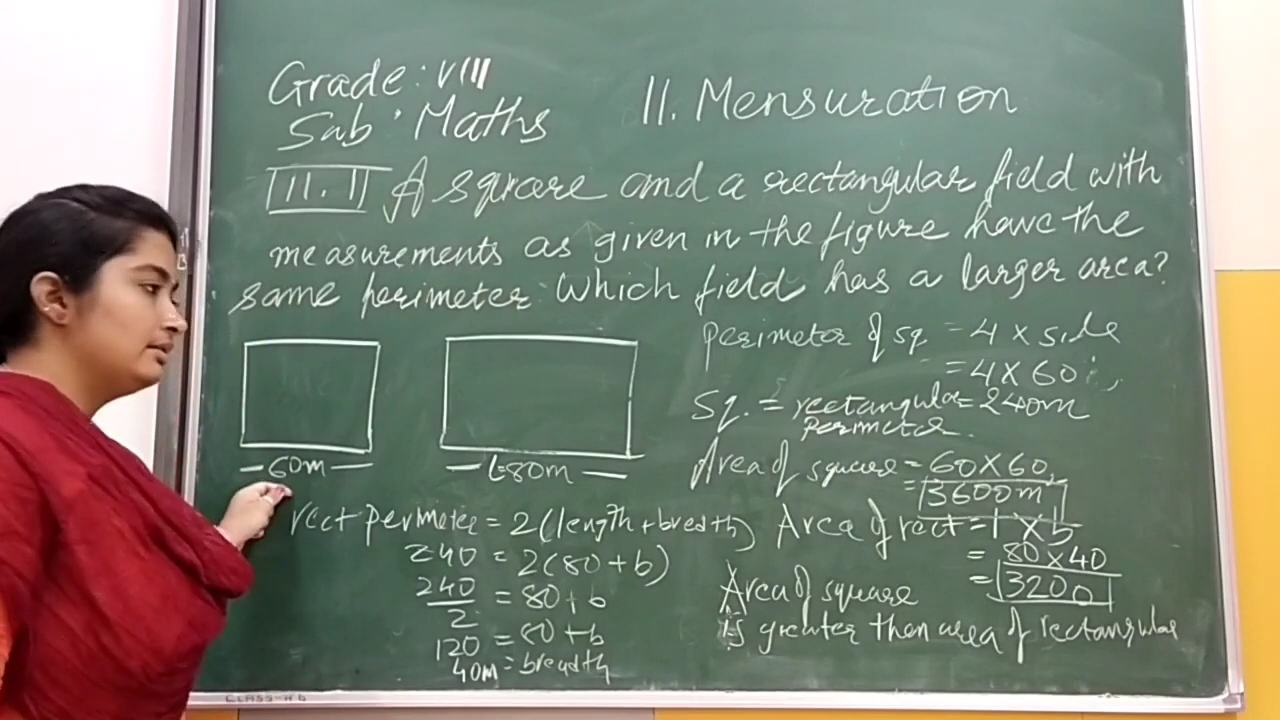 Grade: VIII
Sub: Maths
11. Mensuration
11.1 A square and a rectangular field with
measurements as given in the figure have the
same perimeter. Which field has a larger area?
60m
L-80m
rect perimeter = 2(length + breadth)
240 = 2(80+b)
240/2 = 80+b
120 = 80+b
40m = breadth
Perimeter of sq = 4 x side
= 4 X 60
= 240m
Sq. = rectangular
Perimeter.
Area of square = 60 X 60
= 3600m
Area of rect = l x b
= 80 x 40
= 3200
Area of square
is greater then area of rectangular
CLASS-